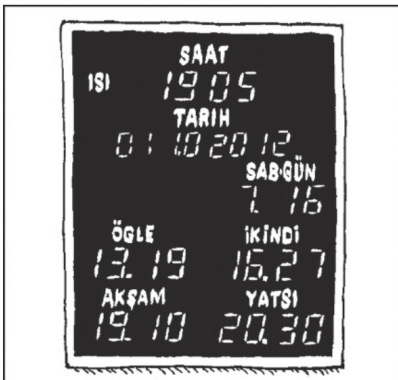 SAAT
ISI 19 05
TARIH
01 10 2012
SAB.GÜN
7. 16
ÖGLE İKİNDİ
13. 19 16.27
AKŞAM YATSI
19. 10 20.30